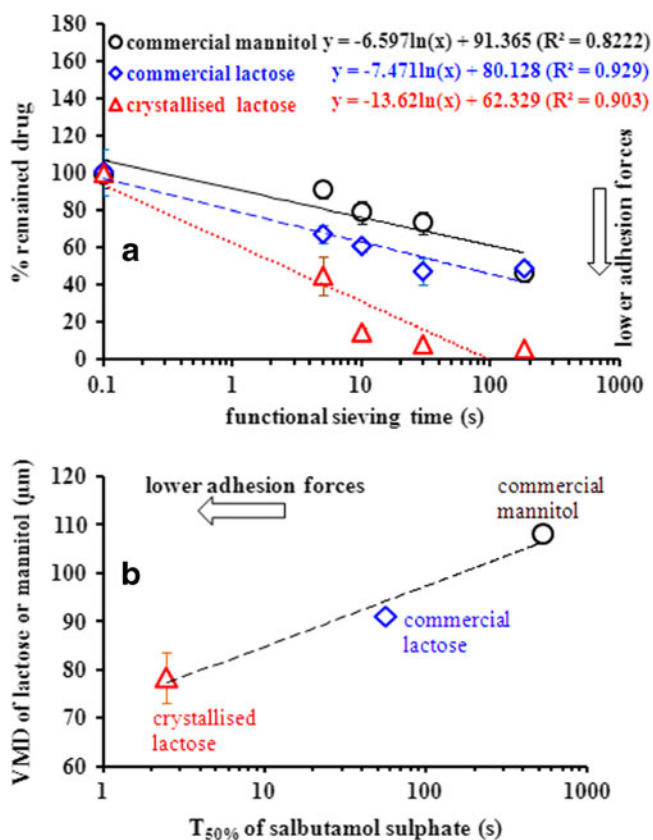 a
180
commercial mannitol y = -6.597ln(x) + 91.365 (R² = 0.8222)
160
commercial lactose y = -7.471ln(x) + 80.128 (R² = 0.929)
140
crystallised lactose y = -13.62ln(x) + 62.329 (R² = 0.903)
120
100
80
60
40
20
0
% remained drug
lower adhesion forces
0.1 1 10 100 1000
functional sieving time (s)
120
110
100
90
80
70
60
VMD of lactose or mannitol (µm)
lower adhesion forces
commercial
mannitol
b
commercial
lactose
crystallised
lactose
1 10 100 1000
T50% of salbutamol sulphate (s)